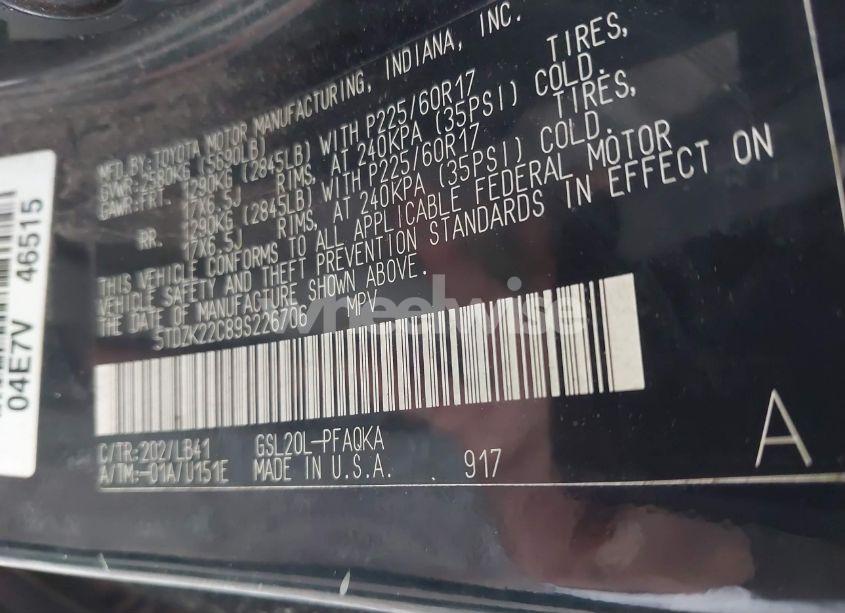 MFD.BY:TOYOTA MOTOR MANUFACTURING, INDIANA, INC.
GVWR:2580KG (5690LB)
GAWR:FRT. 1290KG (2845LB) WITH P225/60R17 TIRES,
17X6.5J RIMS, AT 240KPA (35PSI) COLD.
RR. 1290KG (2845LB) WITH P225/60R17 TIRES,
17X6.5J RIMS, AT 240KPA (35PSI) COLD.
THIS VEHICLE CONFORMS TO ALL APPLICABLE FEDERAL MOTOR
VEHICLE SAFETY AND THEFT PREVENTION STANDARDS IN EFFECT ON
THE DATE OF MANUFACTURE SHOWN ABOVE.
5TDZK22C89S226706 MPV
C/TR:202/LB41 GSL20L-PFAQKA
A/TM:-01A/U151E MADE IN U.S.A. 917
A
04E7V 46515
wheelwise